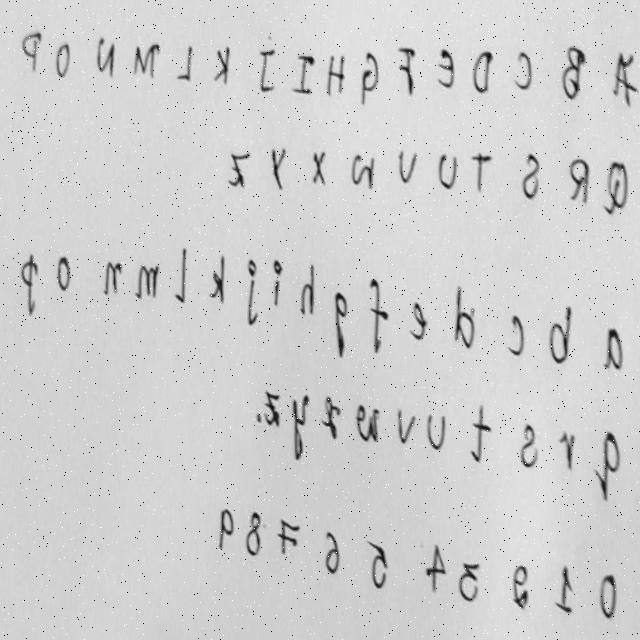 A B C D E F G H I J K L M N O P
Q R S T U V W X Y Z
a b c d e f g h i j k l m n o p
q r s t u v w x y z
0 1 2 3 4 5 6 7 8 9